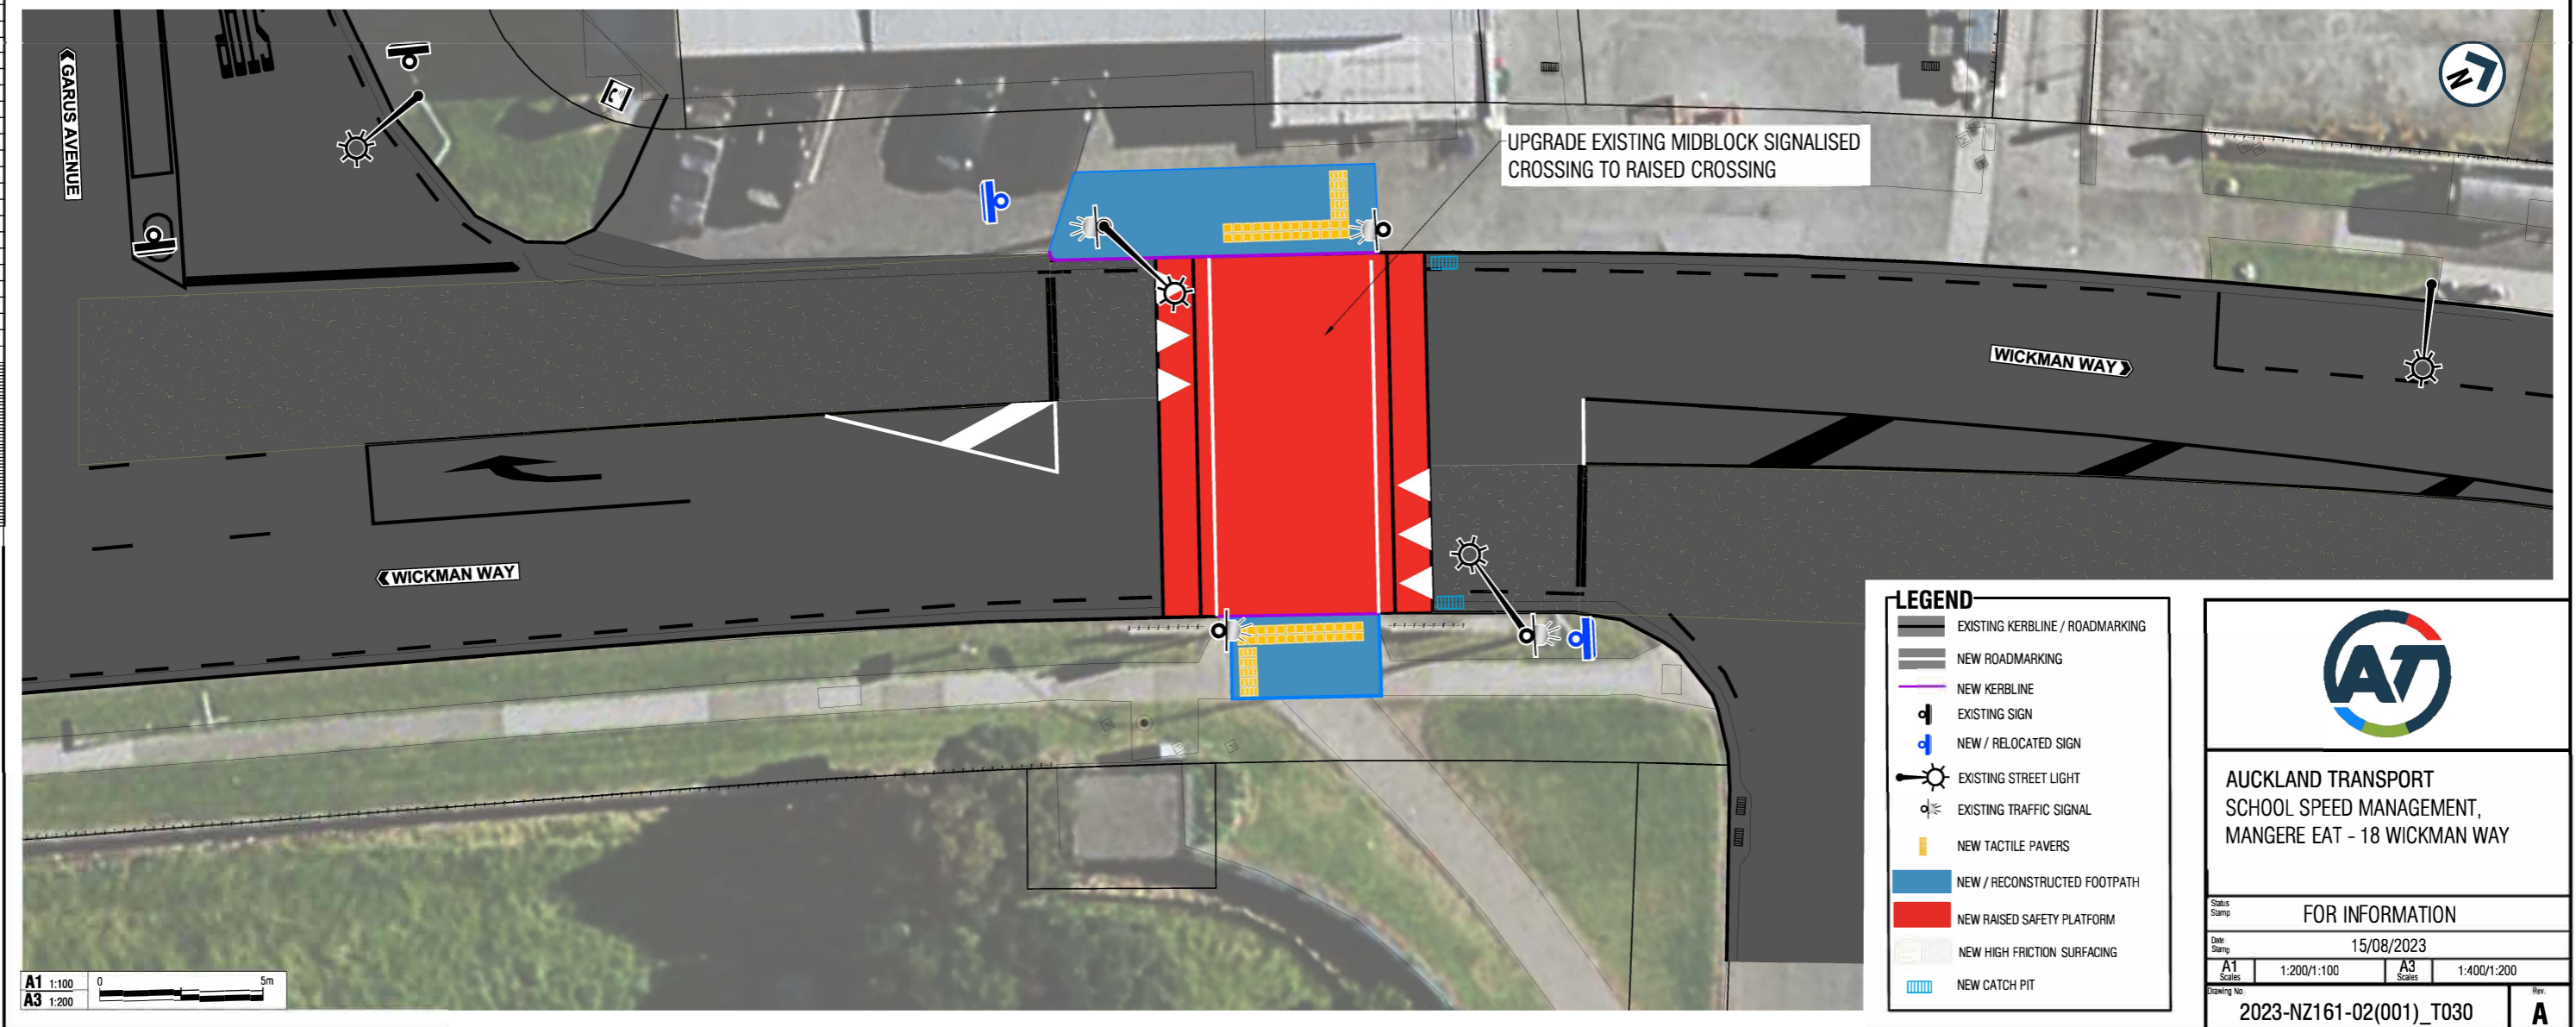 BUS
GARUS AVENUE
N
UPGRADE EXISTING MIDBLOCK SIGNALISED
CROSSING TO RAISED CROSSING
WICKMAN WAY
WICKMAN WAY
LEGEND
EXISTING KERBLINE / ROADMARKING
NEW ROADMARKING
NEW KERBLINE
EXISTING SIGN
NEW / RELOCATED SIGN
EXISTING STREET LIGHT
EXISTING TRAFFIC SIGNAL
NEW TACTILE PAVERS
NEW / RECONSTRUCTED FOOTPATH
NEW RAISED SAFETY PLATFORM
NEW HIGH FRICTION SURFACING
NEW CATCH PIT
AT
AUCKLAND TRANSPORT
SCHOOL SPEED MANAGEMENT,
MANGERE EAT - 18 WICKMAN WAY
Status
Stamp
FOR INFORMATION
Date
Stamp
15/08/2023
A1
Scales
1:200/1:100
A3
Scales
1:400/1:200
Drawing No.
2023-NZ161-02(001)_T030
Rev.
A
A1 1:100
A3 1:200
0 5m